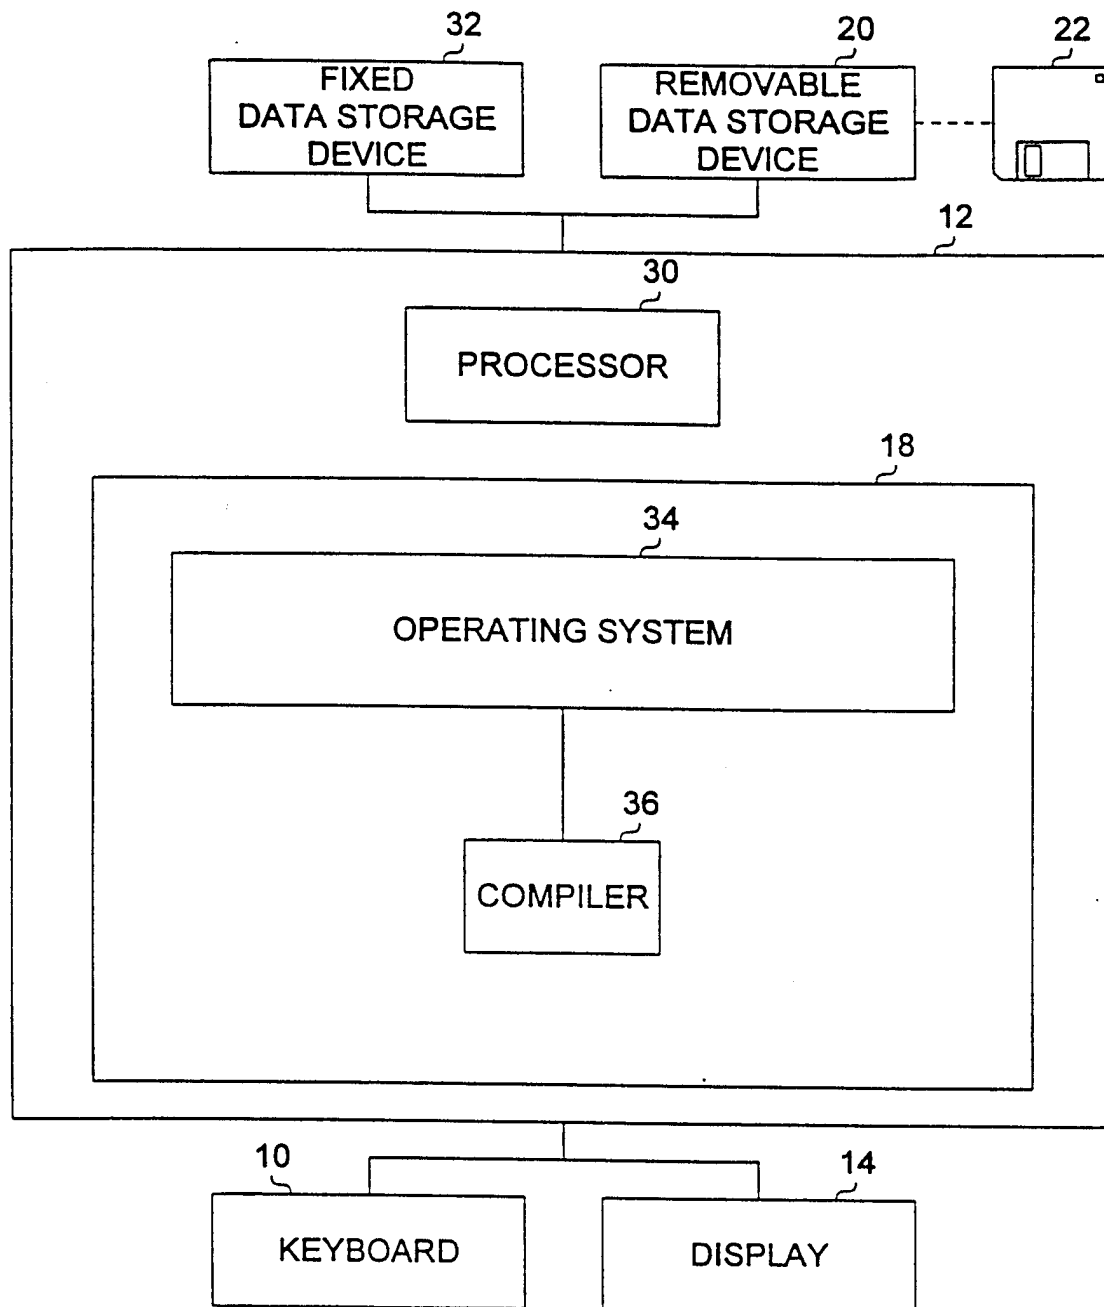 32
20
22
FIXED
DATA STORAGE
DEVICE
REMOVABLE
DATA STORAGE
DEVICE
12
30
PROCESSOR
18
34
OPERATING SYSTEM
36
COMPILER
10
14
KEYBOARD
DISPLAY